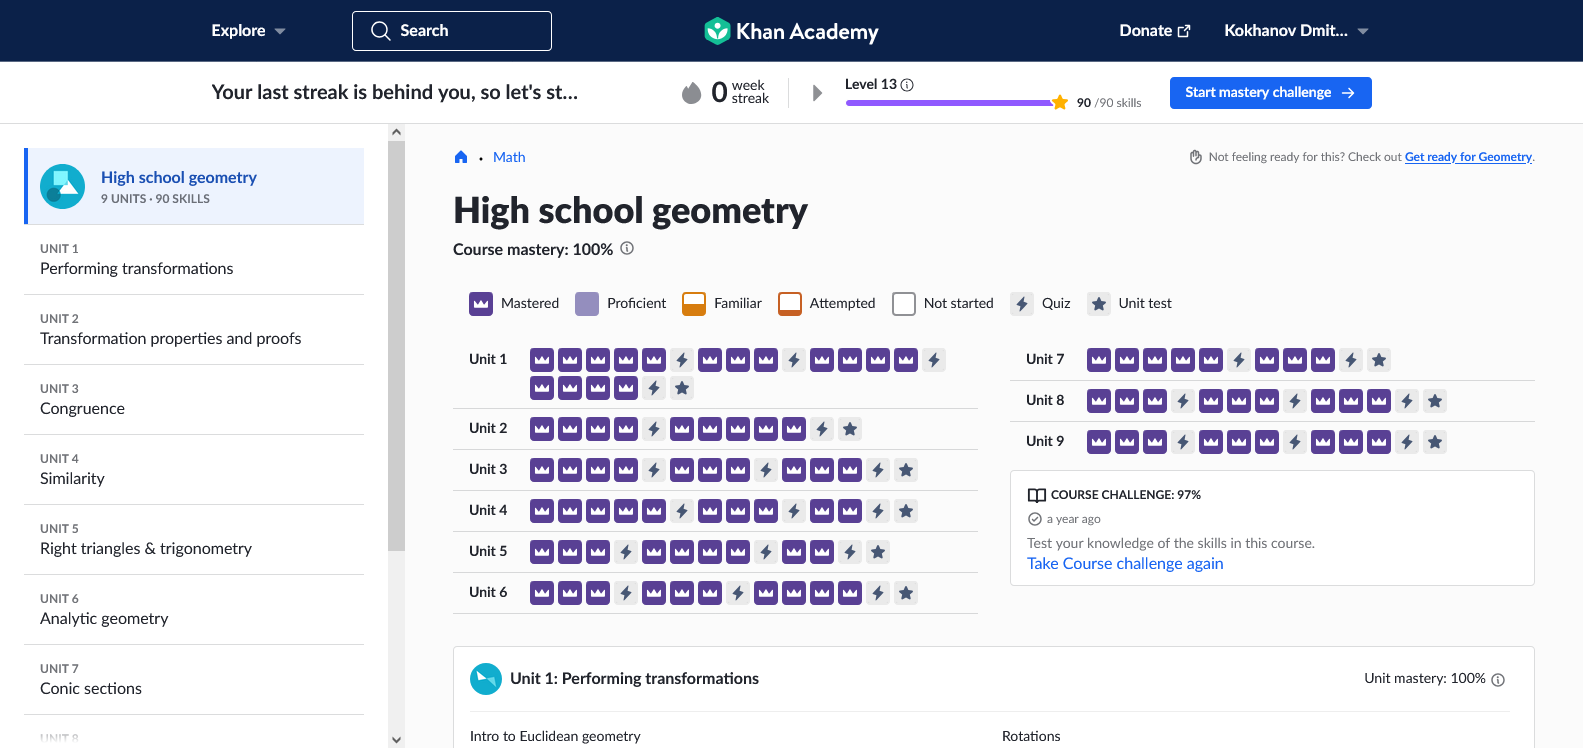 Explore
Search
Khan Academy
Donate
Kokhanov Dmit...
Your last streak is behind you, so let's st...
0 week streak
Level 13
90 /90 skills
Start mastery challenge
High school geometry
9 UNITS · 90 SKILLS
UNIT 1
Performing transformations
UNIT 2
Transformation properties and proofs
UNIT 3
Congruence
UNIT 4
Similarity
UNIT 5
Right triangles & trigonometry
UNIT 6
Analytic geometry
UNIT 7
Conic sections
UNIT 8
Math
Not feeling ready for this? Check out Get ready for Geometry.
High school geometry
Course mastery: 100%
Mastered
Proficient
Familiar
Attempted
Not started
Quiz
Unit test
Unit 1
Unit 2
Unit 3
Unit 4
Unit 5
Unit 6
Unit 7
Unit 8
Unit 9
COURSE CHALLENGE: 97%
a year ago
Test your knowledge of the skills in this course.
Take Course challenge again
Unit 1: Performing transformations
Unit mastery: 100%
Intro to Euclidean geometry
Rotations